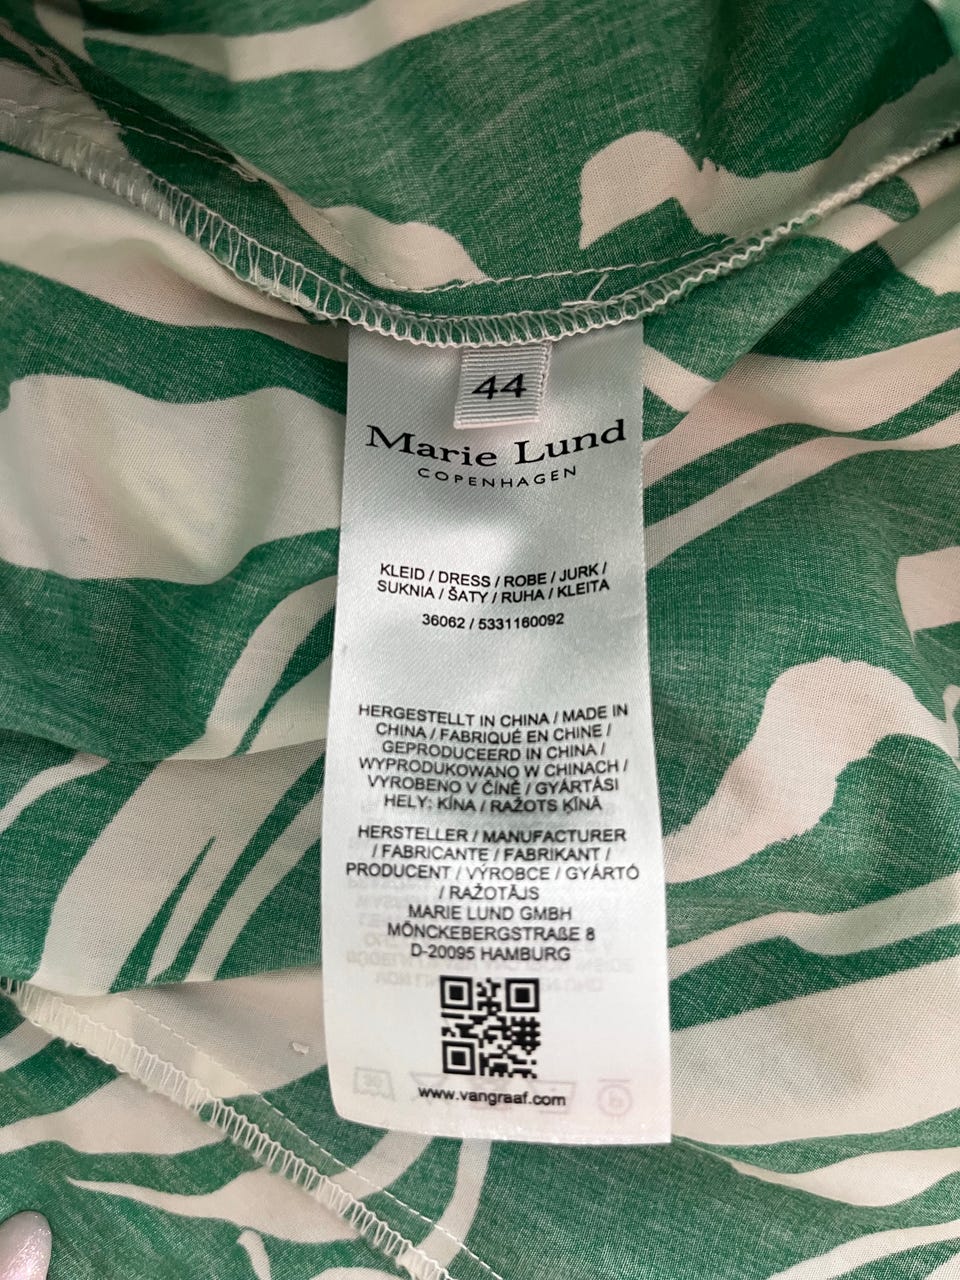 44
Marie Lund
COPENHAGEN
KLEID / DRESS / ROBE / JURK /
SUKNIA / ŠATY / RUHA / KLEITA
36062 / 5331160092
HERGESTELLT IN CHINA / MADE IN
CHINA / FABRIQUÉ EN CHINE /
GEPRODUCEERD IN CHINA /
WYPRODUKOWANO W CHINACH /
VYROBENO V ČÍNĚ / GYÁRTÁSI
HELY: KÍNA / RAŽOTS ĶĪNĀ
HERSTELLER / MANUFACTURER
/ FABRICANTE / FABRIKANT /
PRODUCENT / VÝROBCE / GYÁRTÓ
/ RAŽOTĀJS
MARIE LUND GMBH
MÖNCKEBERGSTRAßE 8
D-20095 HAMBURG
www.vangraaf.com